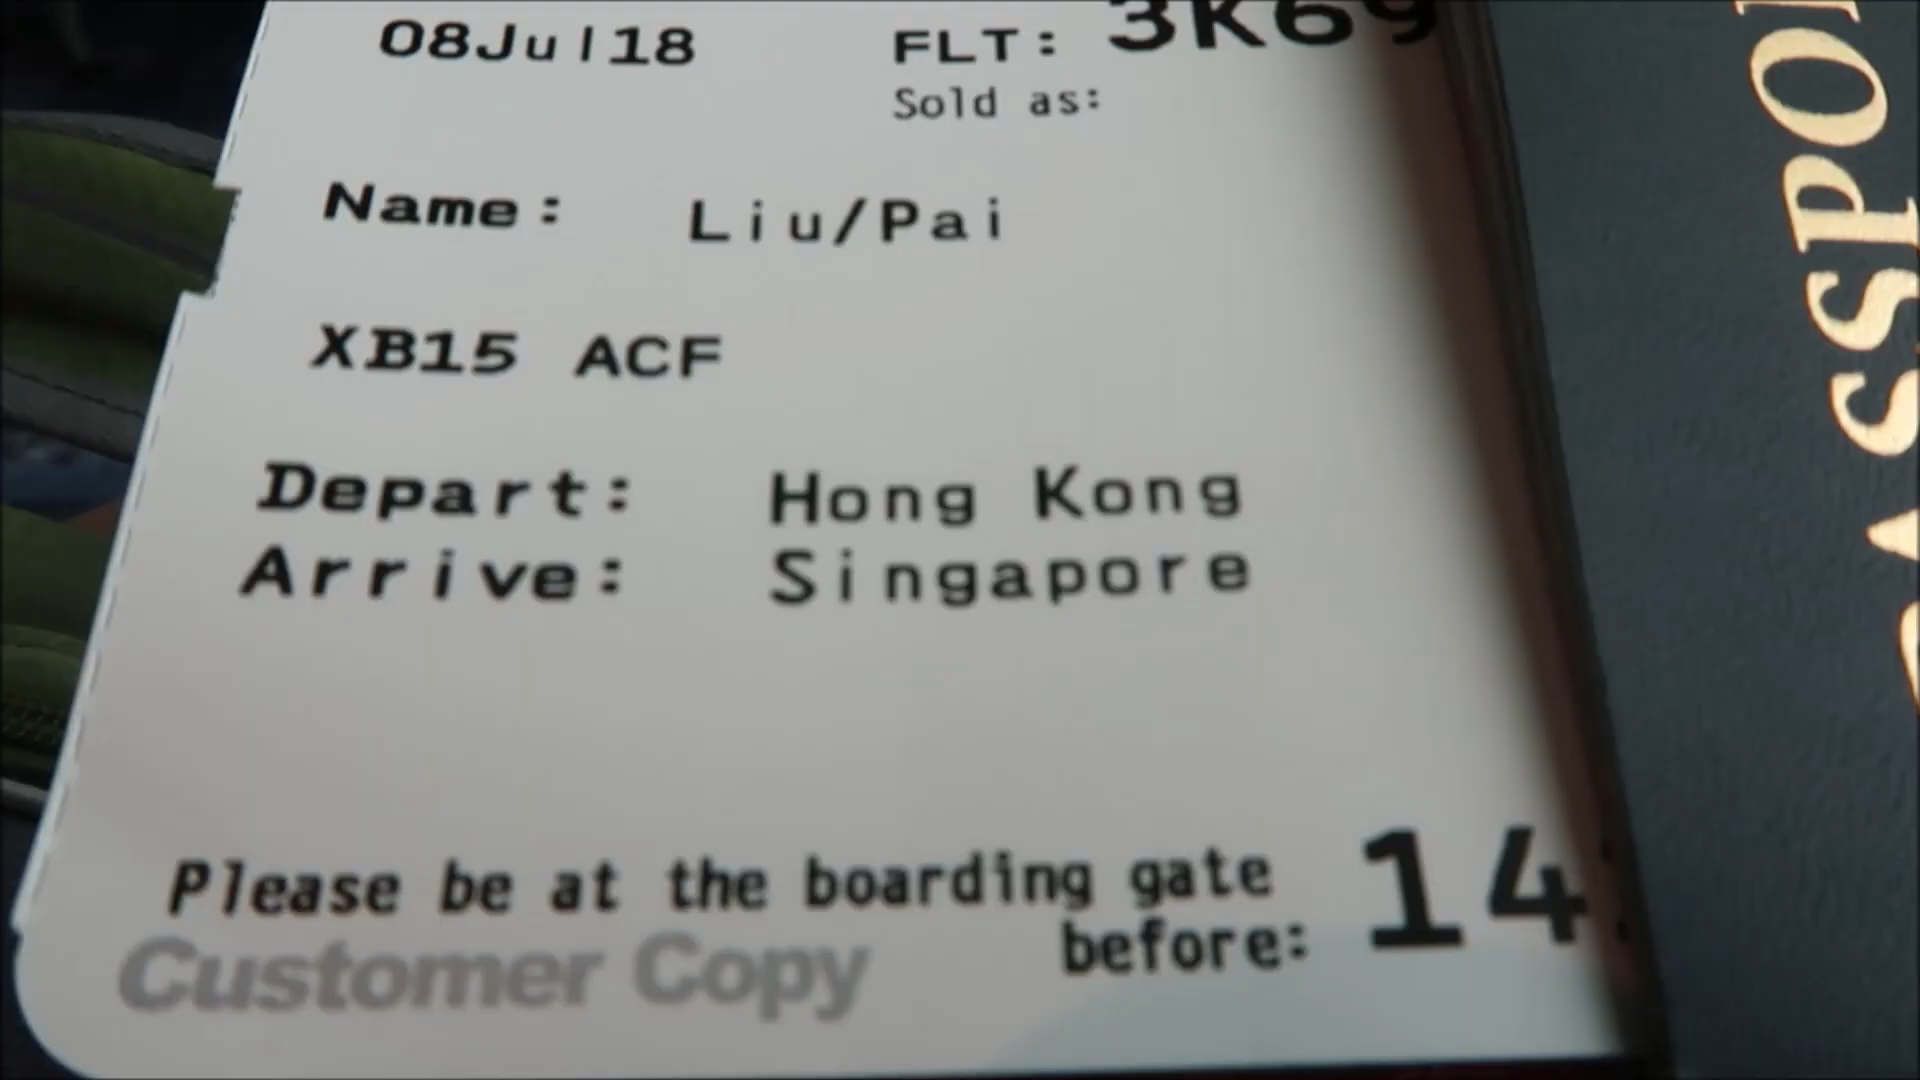 08Jul18 FLT: 3K69
Sold as:
Name: Liu/Pai
XB15 ACF
Depart: Hong Kong
Arrive: Singapore
Please be at the boarding gate
before: 14
Customer Copy